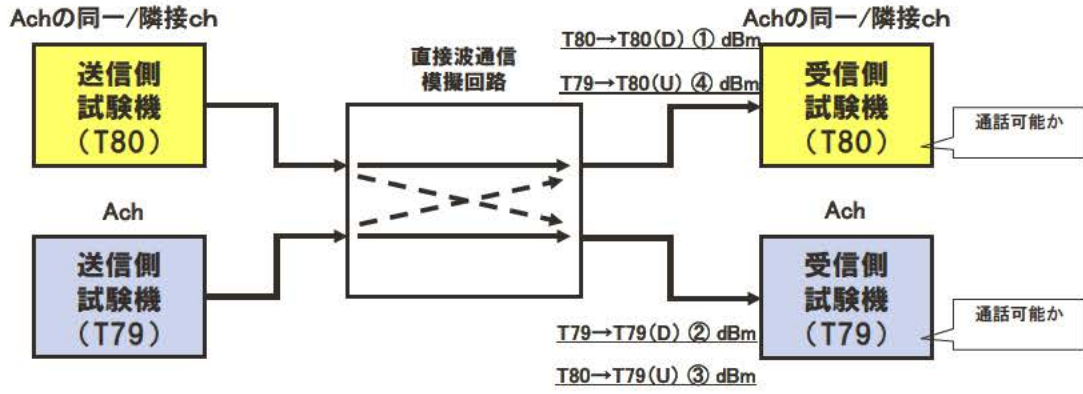 Achの同一/隣接ch
送信側
試験機
（T80）
直接波通信
模擬回路
T80→T80(D) ① dBm
T79→T80(U) ④ dBm
Achの同一/隣接ch
受信側
試験機
（T80）
通話可能か
Ach
送信側
試験機
（T79）
Ach
受信側
試験機
（T79）
通話可能か
T79→T79(D) ② dBm
T80→T79(U) ③ dBm